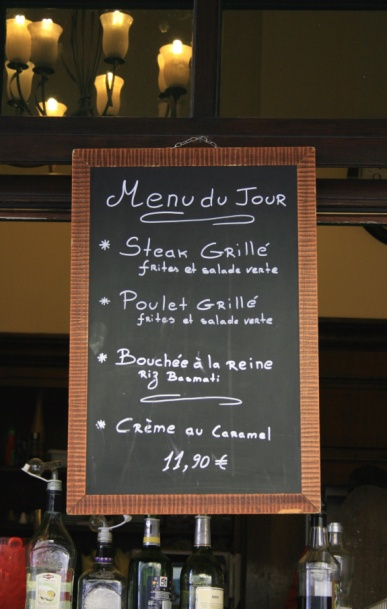 Menu du Jour
* Steak Grillé
frites et salade verte
* Poulet Grillé
frites et salade verte
* Bouchée à la Reine
Riz Basmati
* Crème au Caramel
11,90 €